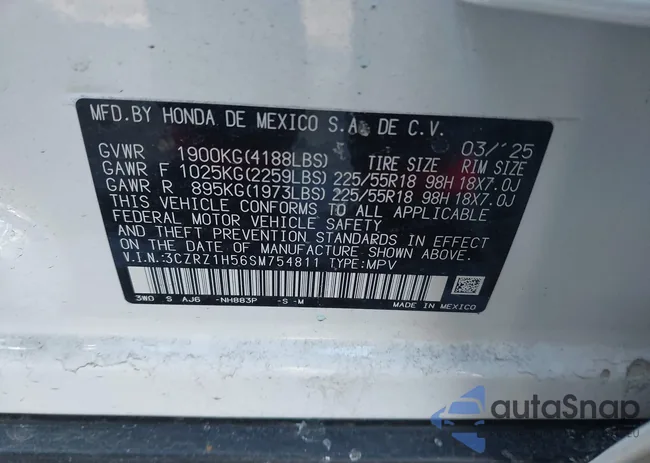 MFD.BY HONDA DE MEXICO S.A. DE C.V.
03/'25
GVWR 1900KG(4188LBS) TIRE SIZE RIM SIZE
GAWR F 1025KG(2259LBS) 225/55R18 98H 18X7.0J
GAWR R 895KG(1973LBS) 225/55R18 98H 18X7.0J
THIS VEHICLE CONFORMS TO ALL APPLICABLE
FEDERAL MOTOR VEHICLE SAFETY
AND THEFT PREVENTION STANDARDS IN EFFECT
ON THE DATE OF MANUFACTURE SHOWN ABOVE.
V.I.N.:3CZRZ1H56SM754811 TYPE:MPV
3W0 S AJ6 -NH883P -S-M MADE IN MEXICO
autoSnap